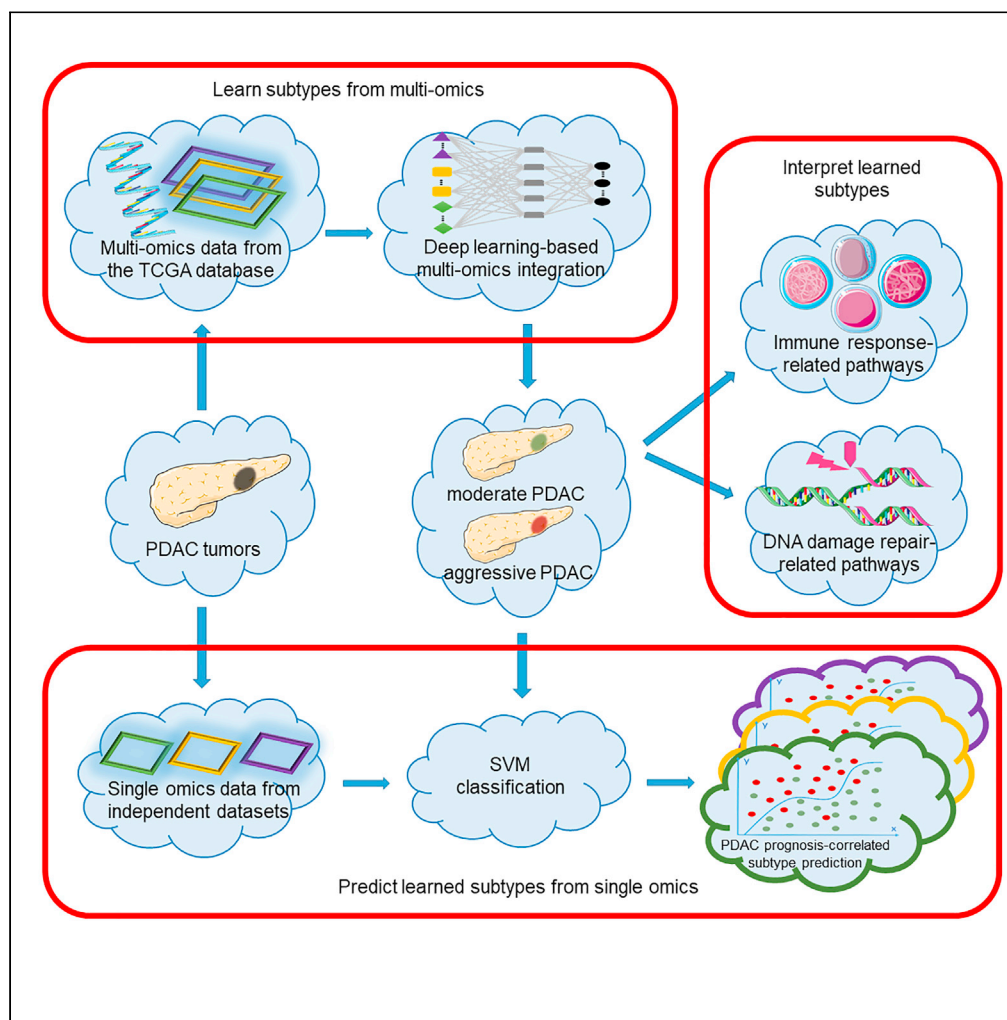 Learn subtypes from multi-omics
Multi-omics data from
the TCGA database
Deep learning-based
multi-omics integration
Interpret learned
subtypes
Immune response-
related pathways
DNA damage repair-
related pathways
PDAC tumors
moderate PDAC
aggressive PDAC
Single omics data from
independent datasets
SVM
classification
Y
Y
Y
X
PDAC prognosis-correlated
subtype prediction
Predict learned subtypes from single omics